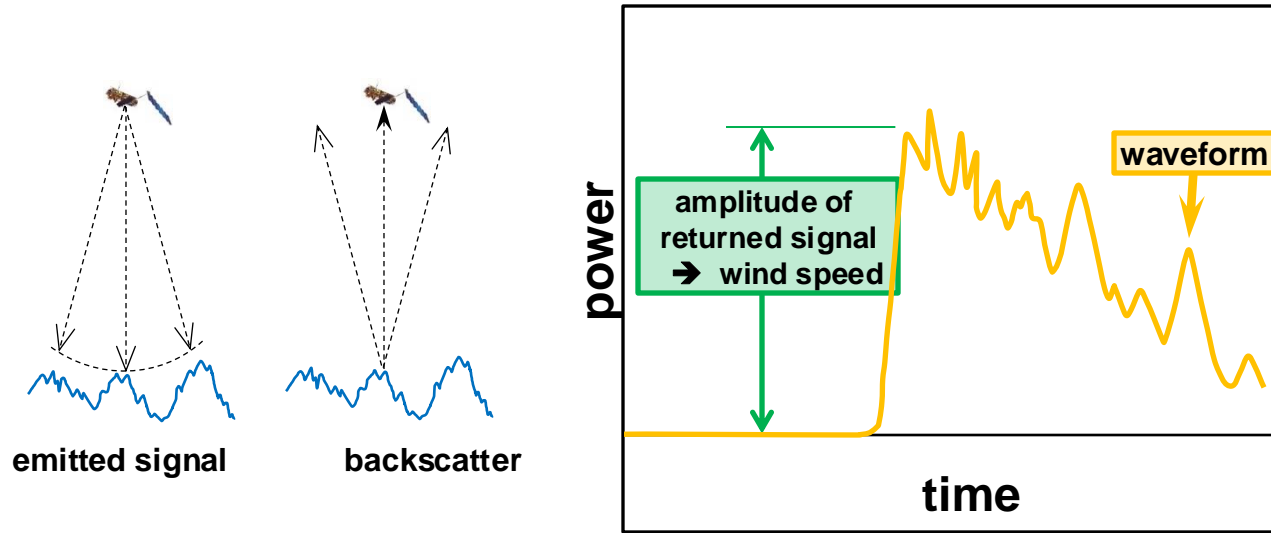 emitted signal
backscatter
power
amplitude of
returned signal
➔ wind speed
waveform
time